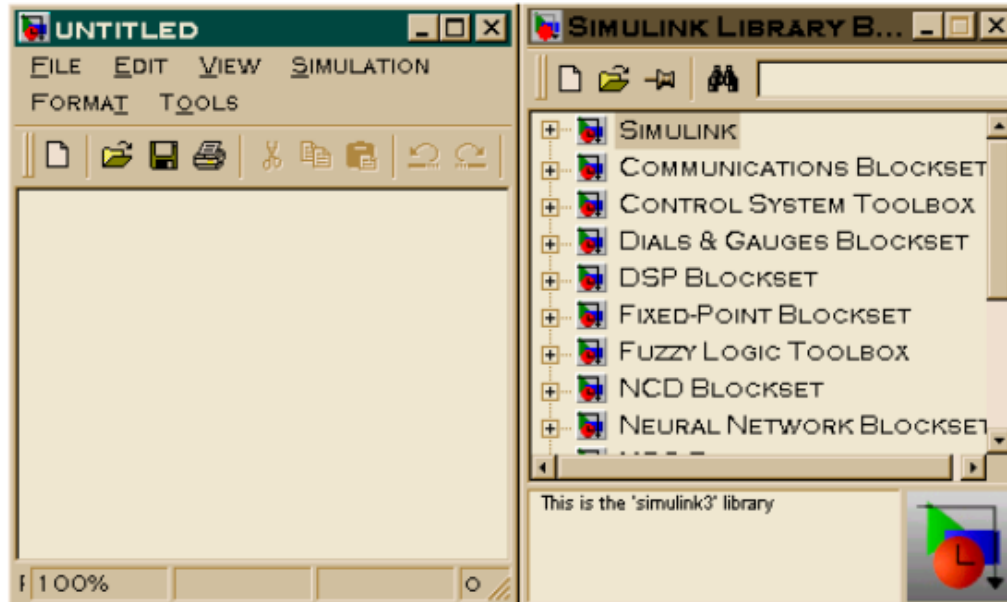 UNTITLED
FILE EDIT VIEW SIMULATION
FORMAT TOOLS
100%
SIMULINK LIBRARY B...
SIMULINK
COMMUNICATIONS BLOCKSET
CONTROL SYSTEM TOOLBOX
DIALS & GAUGES BLOCKSET
DSP BLOCKSET
FIXED-POINT BLOCKSET
FUZZY LOGIC TOOLBOX
NCD BLOCKSET
NEURAL NETWORK BLOCKSET
This is the 'simulink3' library